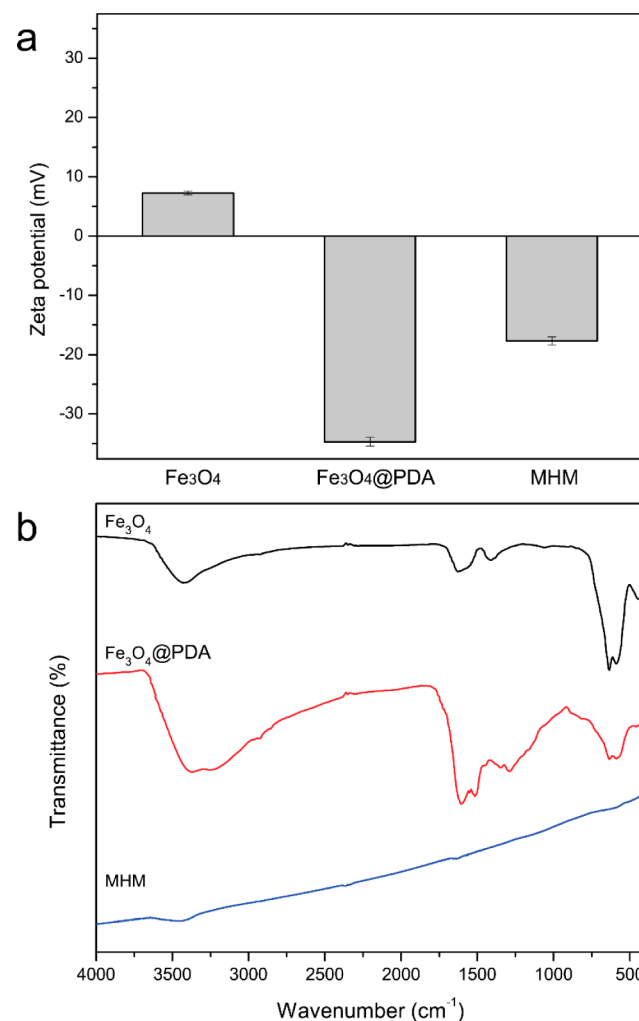 a
30
20
10
0
-10
-20
-30
Zeta potential (mV)
Fe3O4 Fe3O4@PDA MHM
b
Fe₃O₄
Fe₃O₄@PDA
MHM
Transmittance (%)
4000 3500 3000 2500 2000 1500 1000 500
Wavenumber (cm⁻¹)